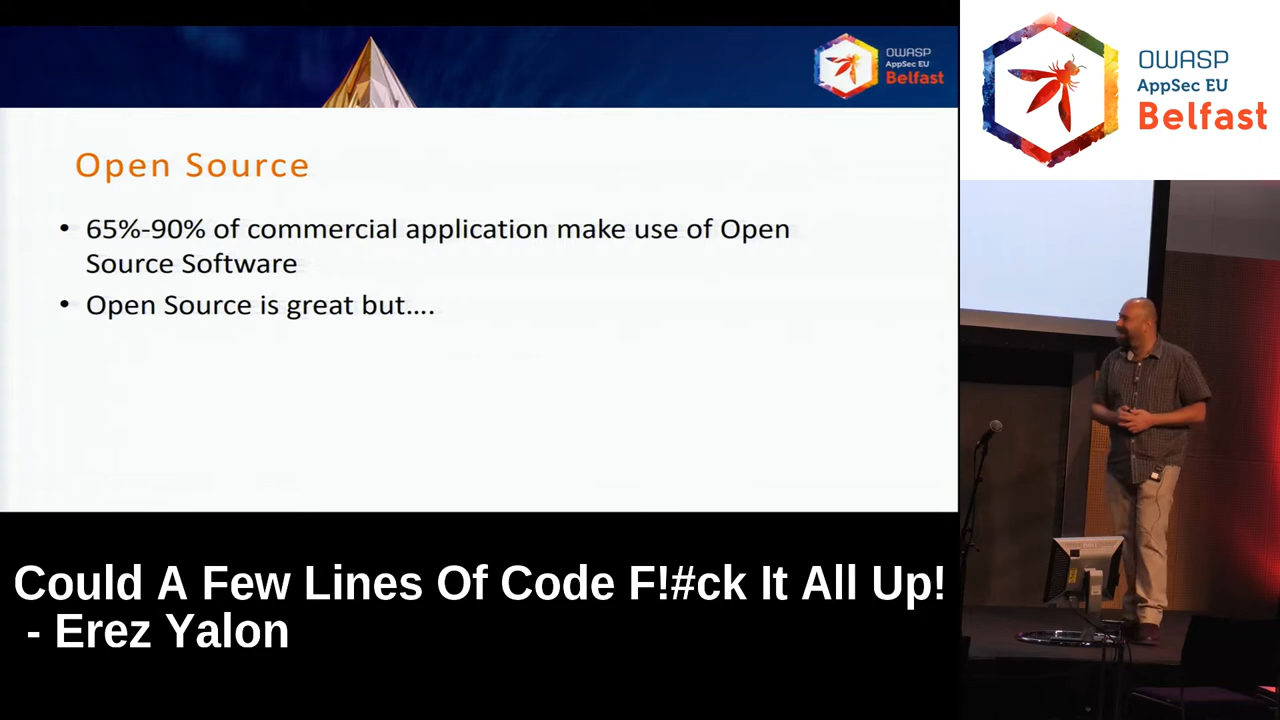 OWASP
AppSec EU
Belfast
OWASP
AppSec EU
Belfast
Open Source
• 65%-90% of commercial application make use of Open
Source Software
• Open Source is great but....
Could A Few Lines Of Code F!#ck It All Up!
- Erez Yalon